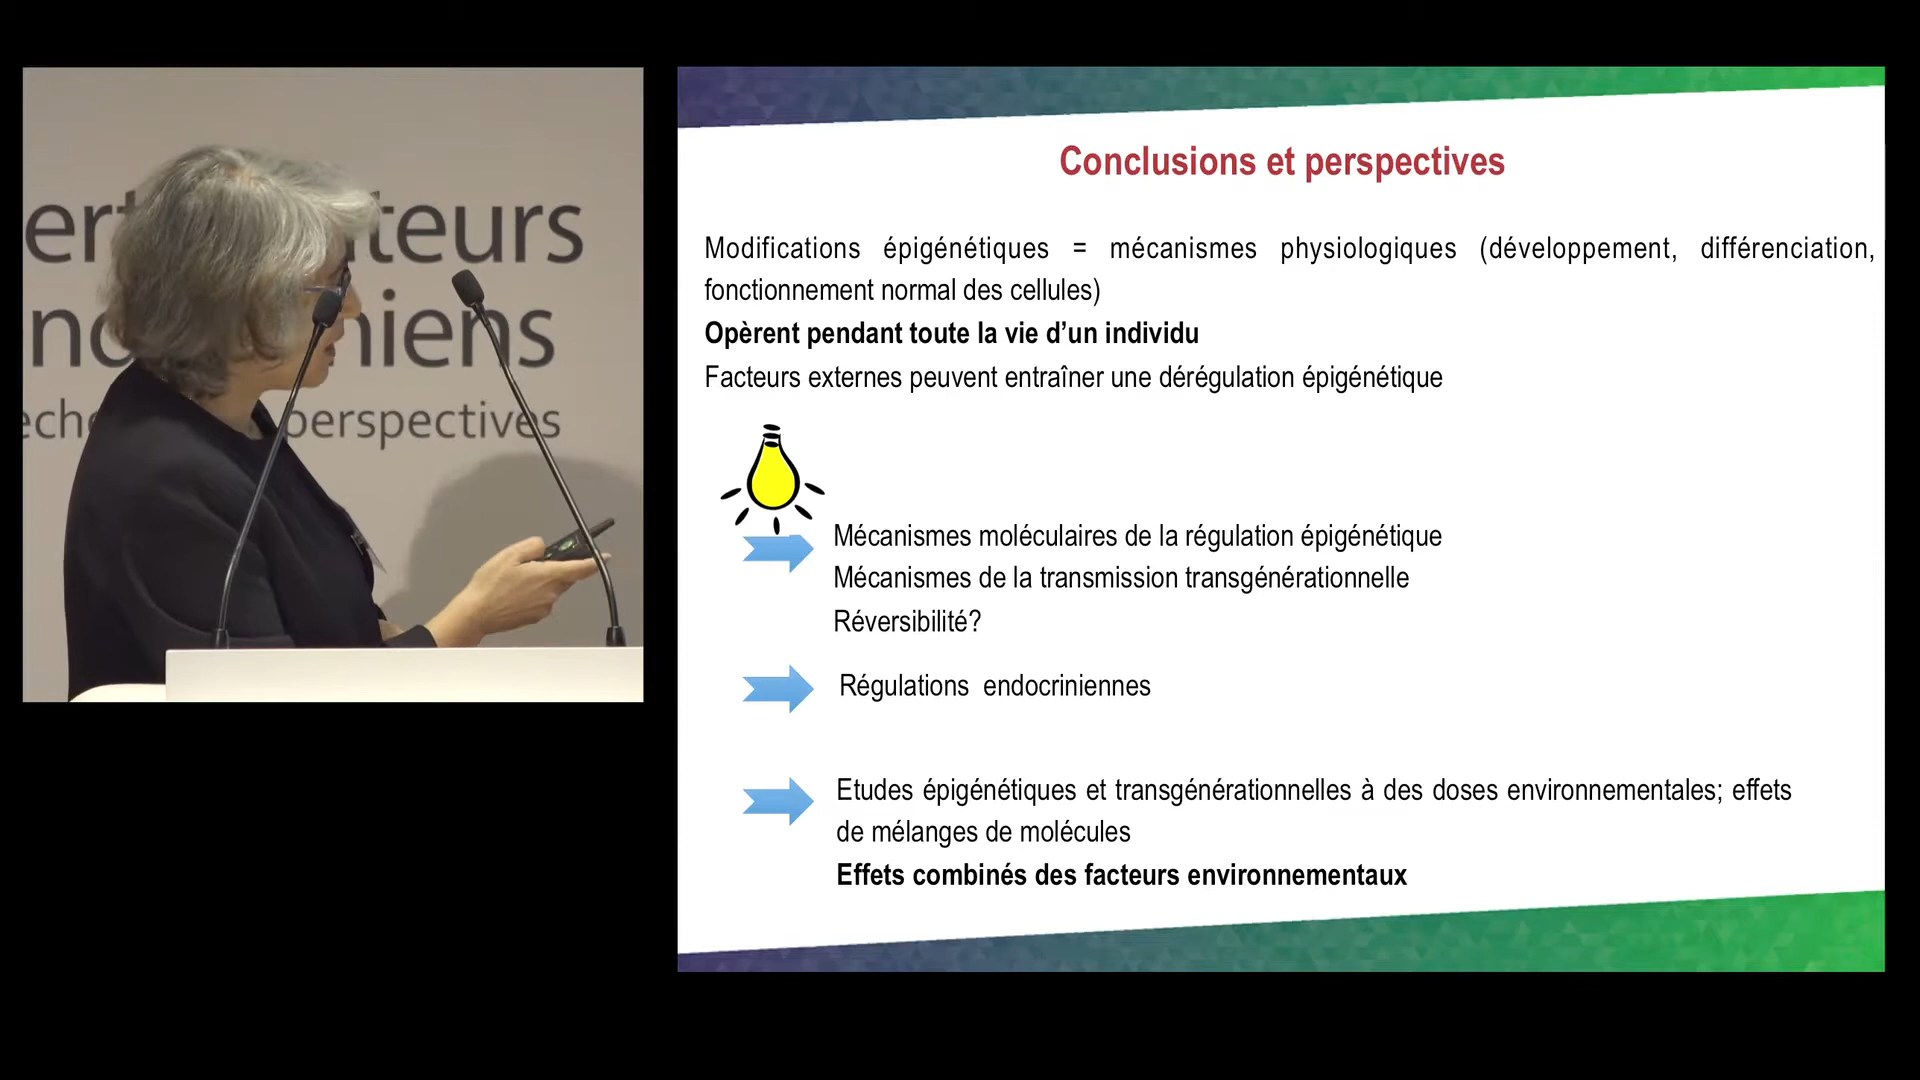 teurs
niens
perspectives
Conclusions et perspectives
Modifications épigénétiques = mécanismes physiologiques (développement, différenciation,
fonctionnement normal des cellules)
Opèrent pendant toute la vie d’un individu
Facteurs externes peuvent entraîner une dérégulation épigénétique
Mécanismes moléculaires de la régulation épigénétique
Mécanismes de la transmission transgénérationnelle
Réversibilité?
Régulations endocriniennes
Etudes épigénétiques et transgénérationnelles à des doses environnementales; effets
de mélanges de molécules
Effets combinés des facteurs environnementaux